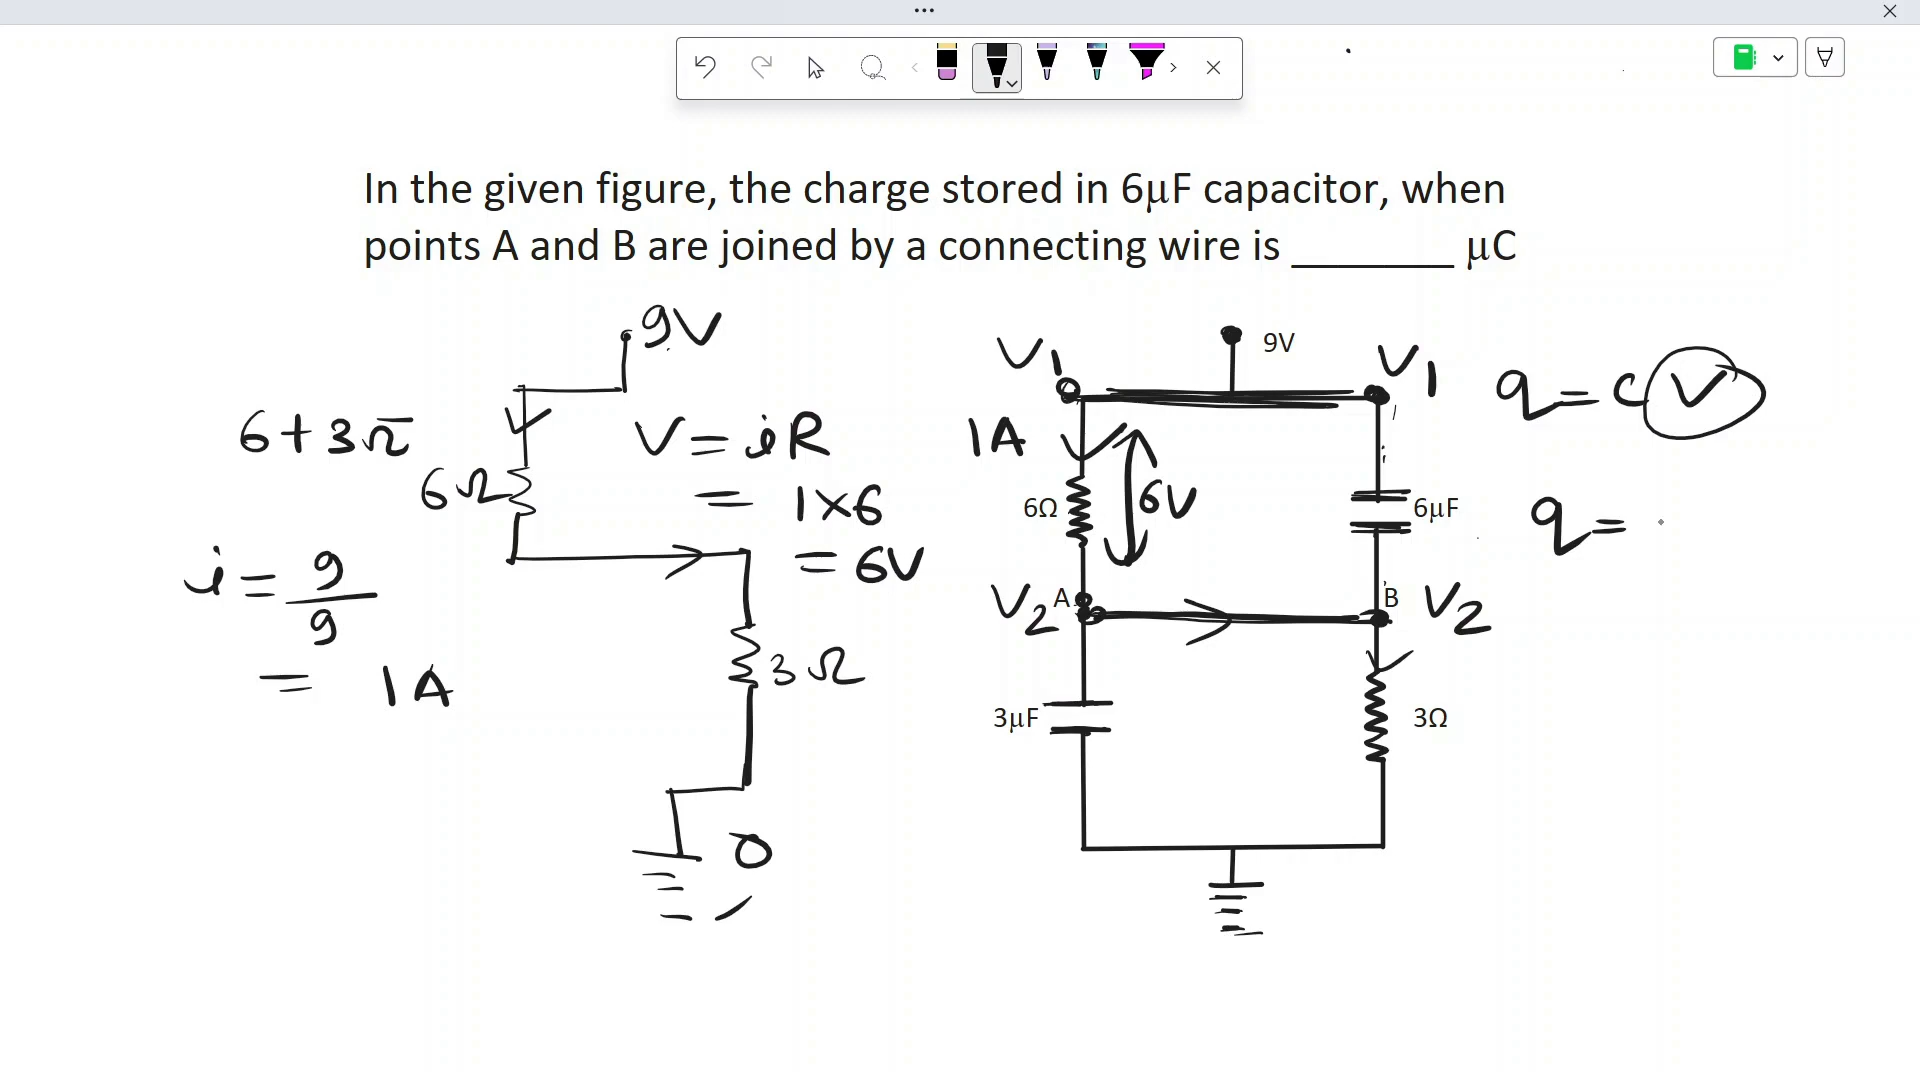 In the given figure, the charge stored in 6μF capacitor, when
points A and B are joined by a connecting wire is ________ μC
9V
6+3Ω
6Ω
i = 9/9
= 1A
V = iR
= 1×6
= 6V
3Ω
0
V1
9V
V1
1A
6Ω
6V
6μF
V2
A
B
V2
3μF
3Ω
q = CV
q =